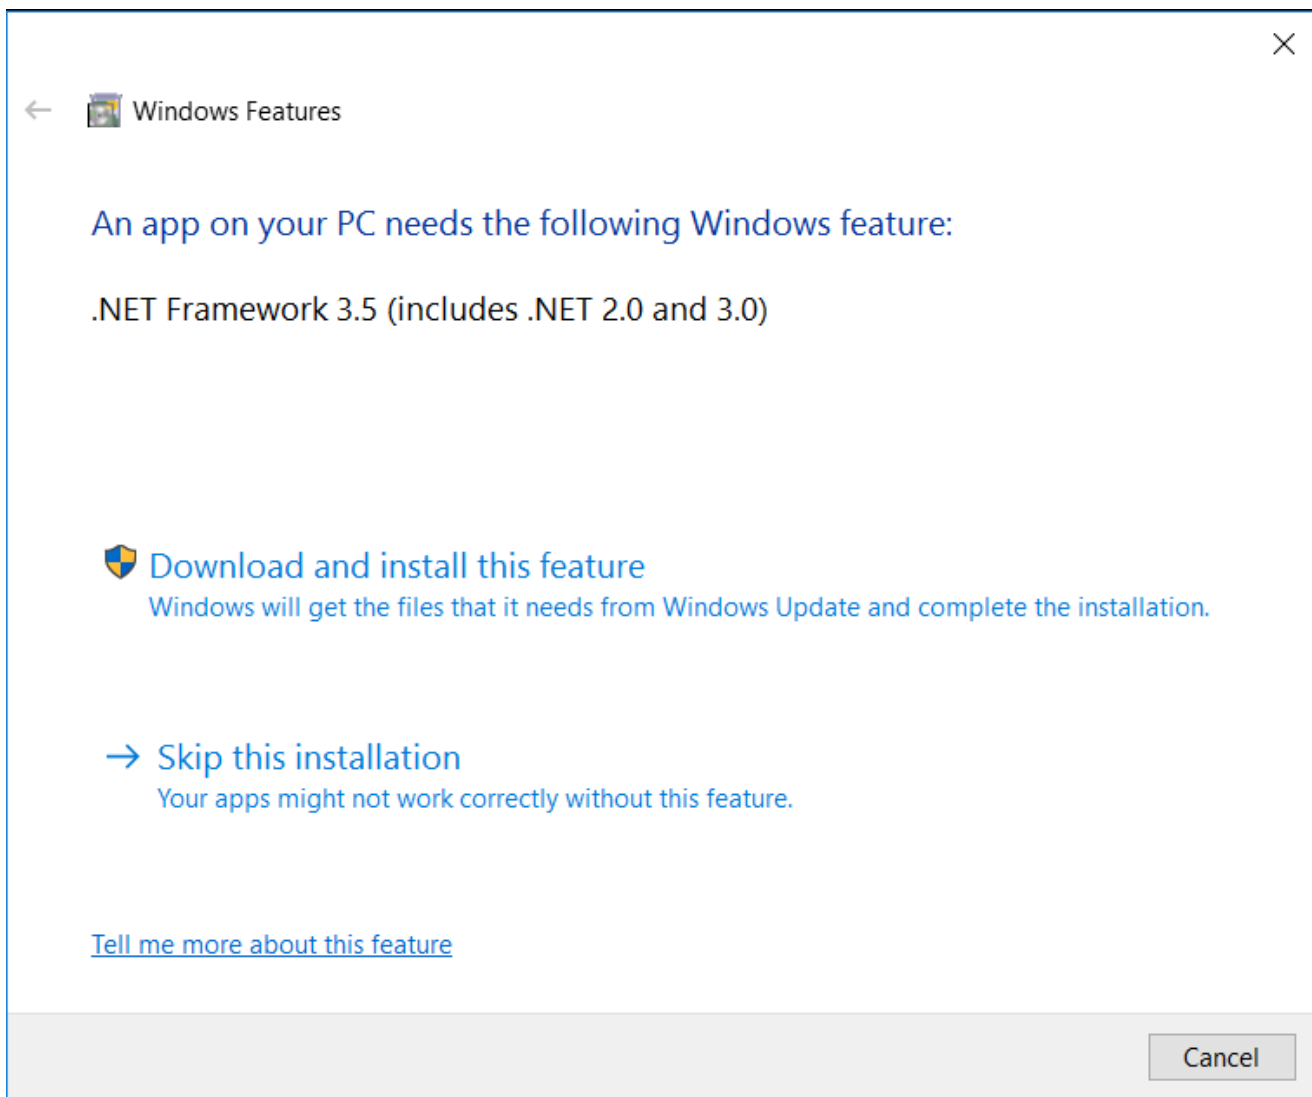 Windows Features
An app on your PC needs the following Windows feature:
.NET Framework 3.5 (includes .NET 2.0 and 3.0)
Download and install this feature
Windows will get the files that it needs from Windows Update and complete the installation.
Skip this installation
Your apps might not work correctly without this feature.
Tell me more about this feature
Cancel